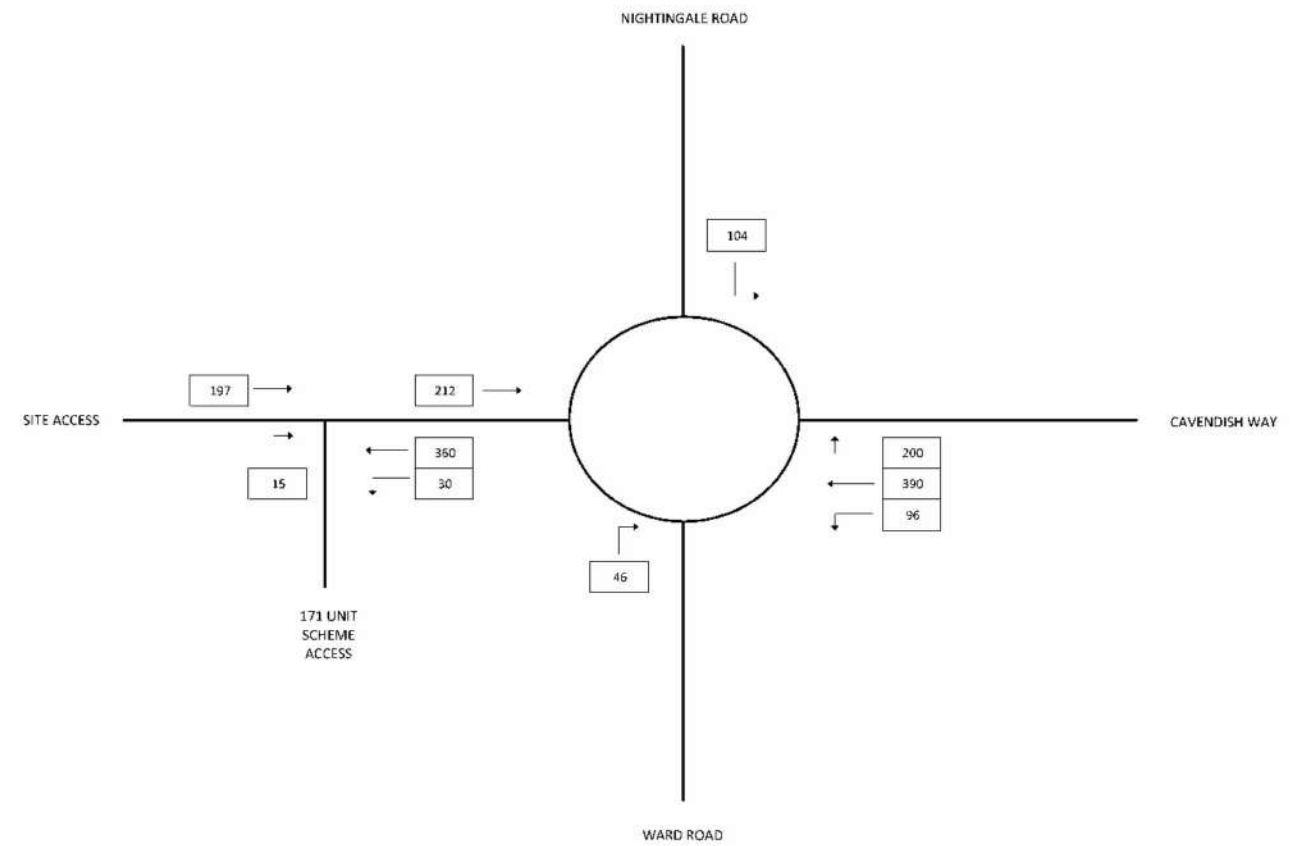 NIGHTINGALE ROAD
104
197
212
SITE ACCESS
CAVENDISH WAY
360
200
15
30
390
96
46
171 UNIT
SCHEME
ACCESS
WARD ROAD